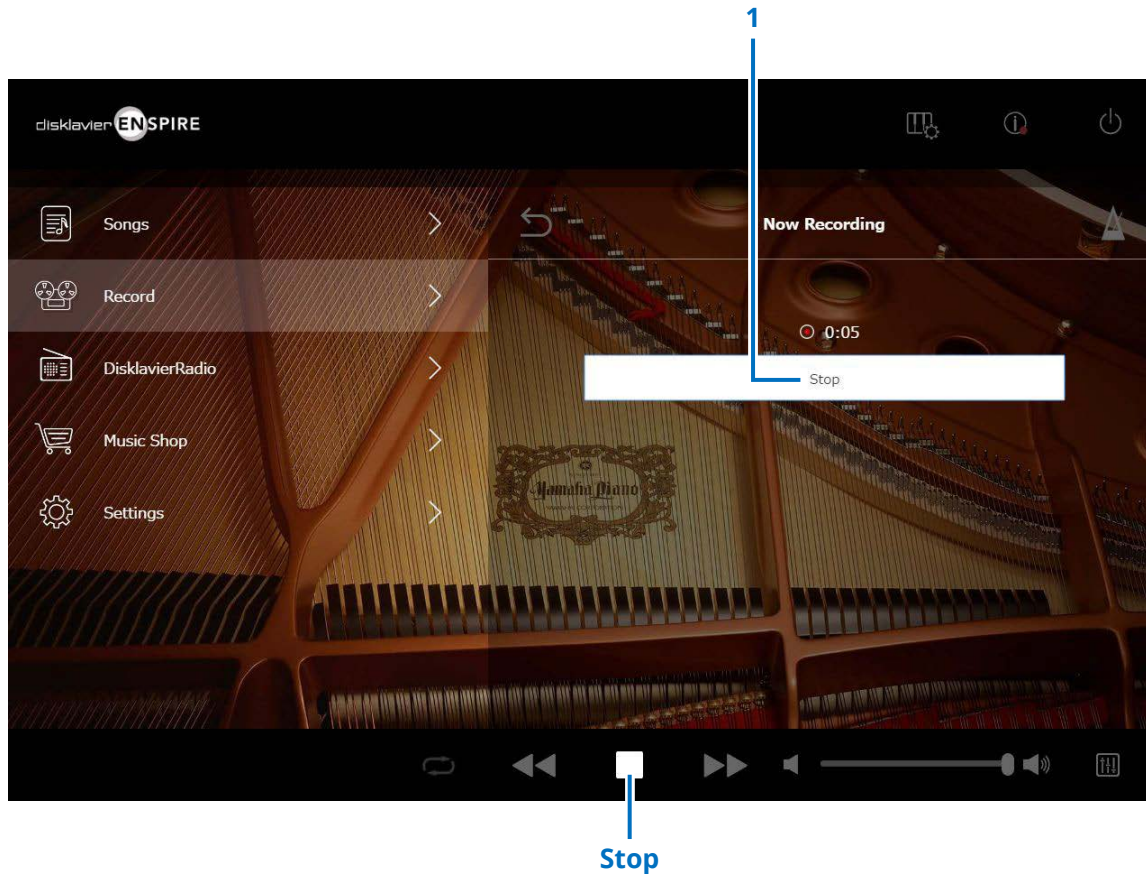 1
disklavier ENSPIRE
Songs
Now Recording
Record
0:05
DisklavierRadio
Stop
Music Shop
Yamaha Piano
Settings
Stop